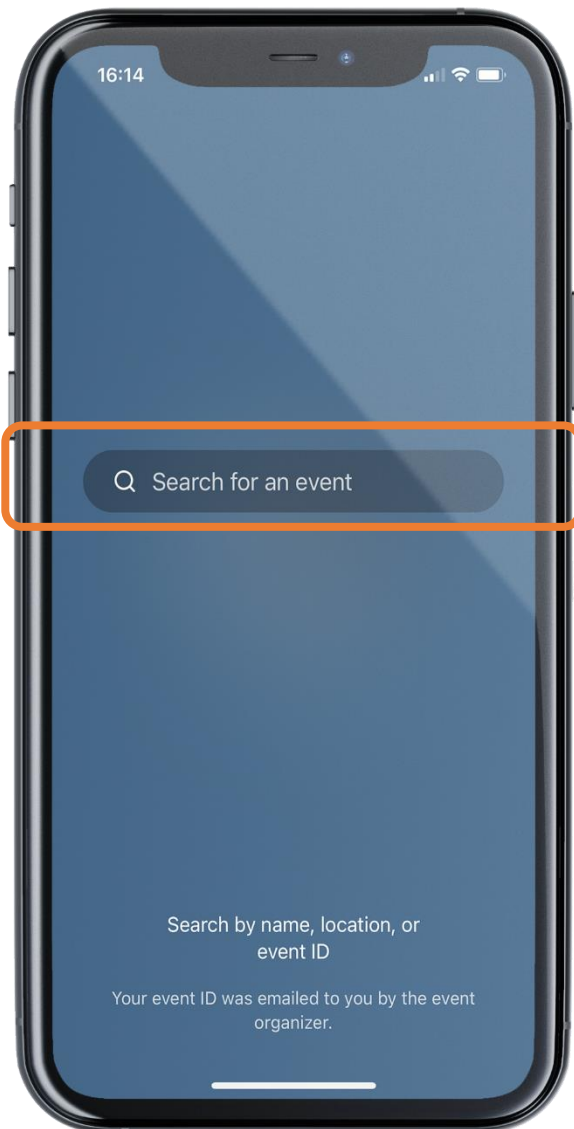 16:14
Search for an event
Search by name, location, or
event ID
Your event ID was emailed to you by the event
organizer.